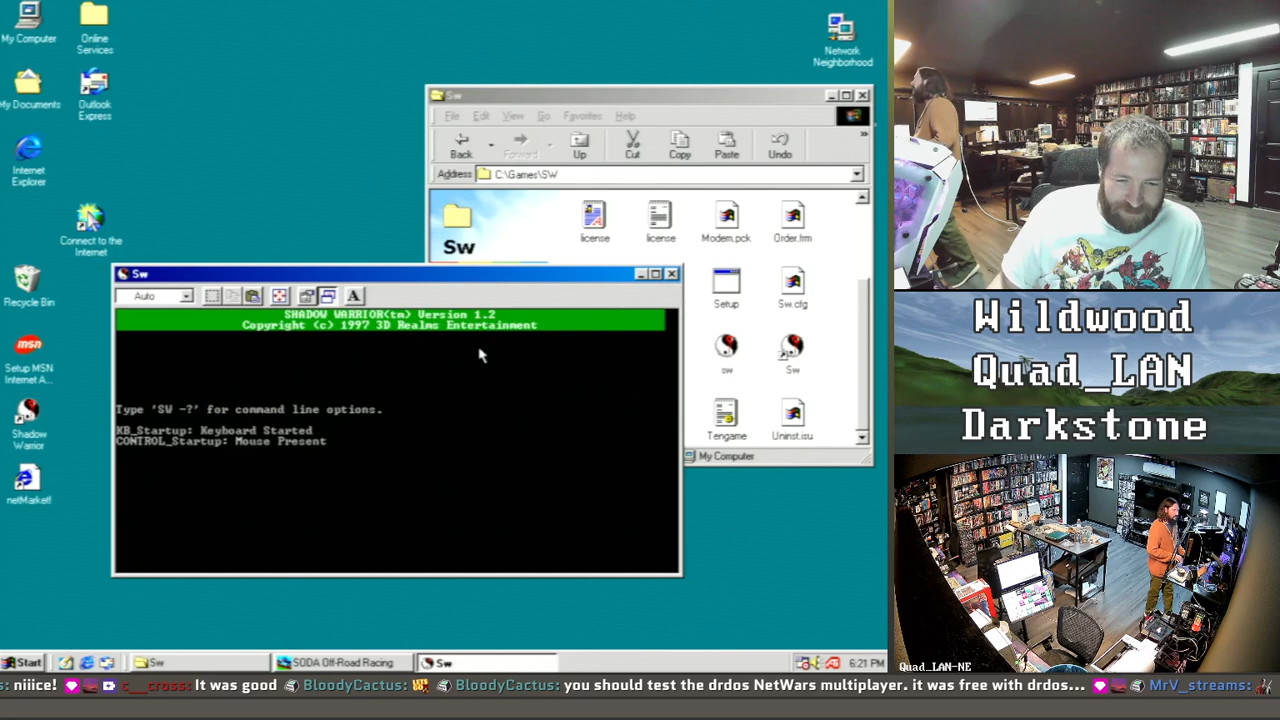 My Computer
Online
Services
Network
Neighborhood
My Documents
Outlook
Express
Internet
Explorer
Connect to the
Internet
Recycle Bin
Setup MSN
Internet A...
Shadow
Warrior
netMarket!
msn
Sw
File Edit View Go Favorites Help
Back Forward Up Cut Copy Paste Undo
Address C:\Games\SW
Sw
license license Modem.pck Order.frm
Setup Sw.cfg
sw Sw
Tengame Uninst.isu
My Computer
Sw
Auto
A
SHADOW WARRIOR(tm) Version 1.2
Copyright (c) 1997 3D Realms Entertainment
Type 'SW -?' for command line options.
KB_Startup: Keyboard Started
CONTROL_Startup: Mouse Present
Start Sw SODA Off-Road Racing Sw 6:21 PM
Wildwood
Quad_LAN
Darkstone
Quad_LAN-NE
s: niiice! c__cross: It was good BloodyCactus: BloodyCactus: you should test the drdos NetWars multiplayer. it was free with drdos... MrV_streams: